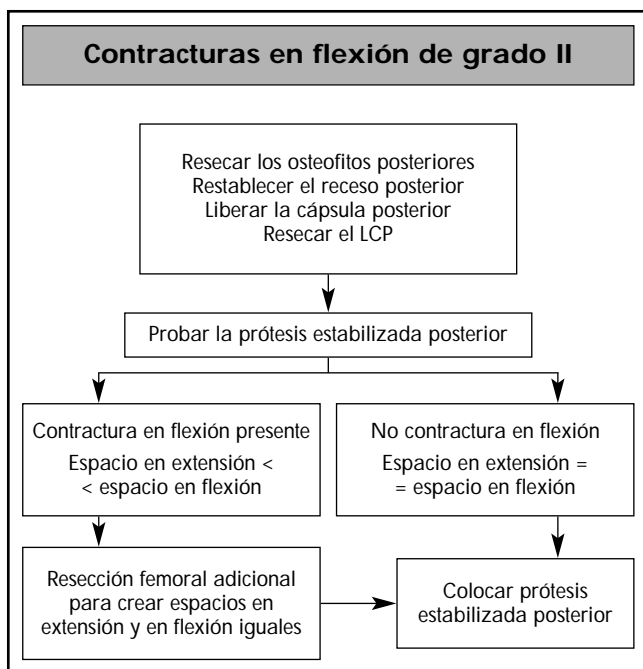 Contracturas en flexión de grado II
Resecar los osteofitos posteriores
Restablecer el receso posterior
Liberar la cápsula posterior
Resecar el LCP
Probar la prótesis estabilizada posterior
Contractura en flexión presente
Espacio en extensión <
< espacio en flexión
No contractura en flexión
Espacio en extensión =
= espacio en flexión
Resección femoral adicional
para crear espacios en
extensión y en flexión iguales
Colocar prótesis
estabilizada posterior